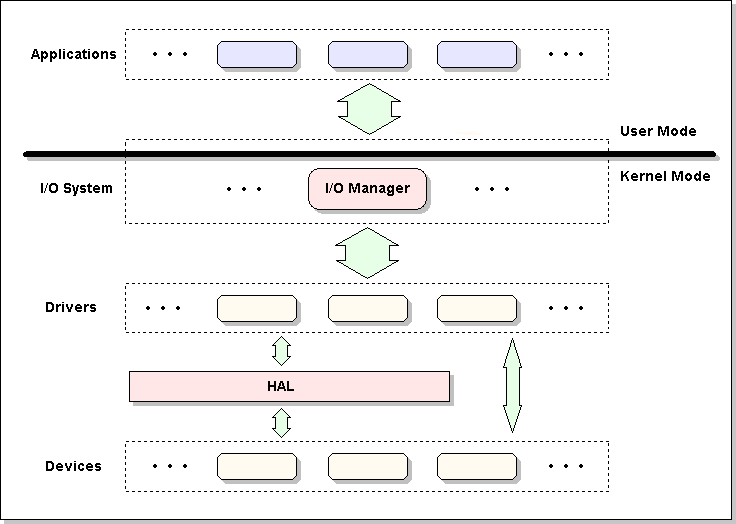 Applications
User Mode
Kernel Mode
I/O System
I/O Manager
Drivers
HAL
Devices